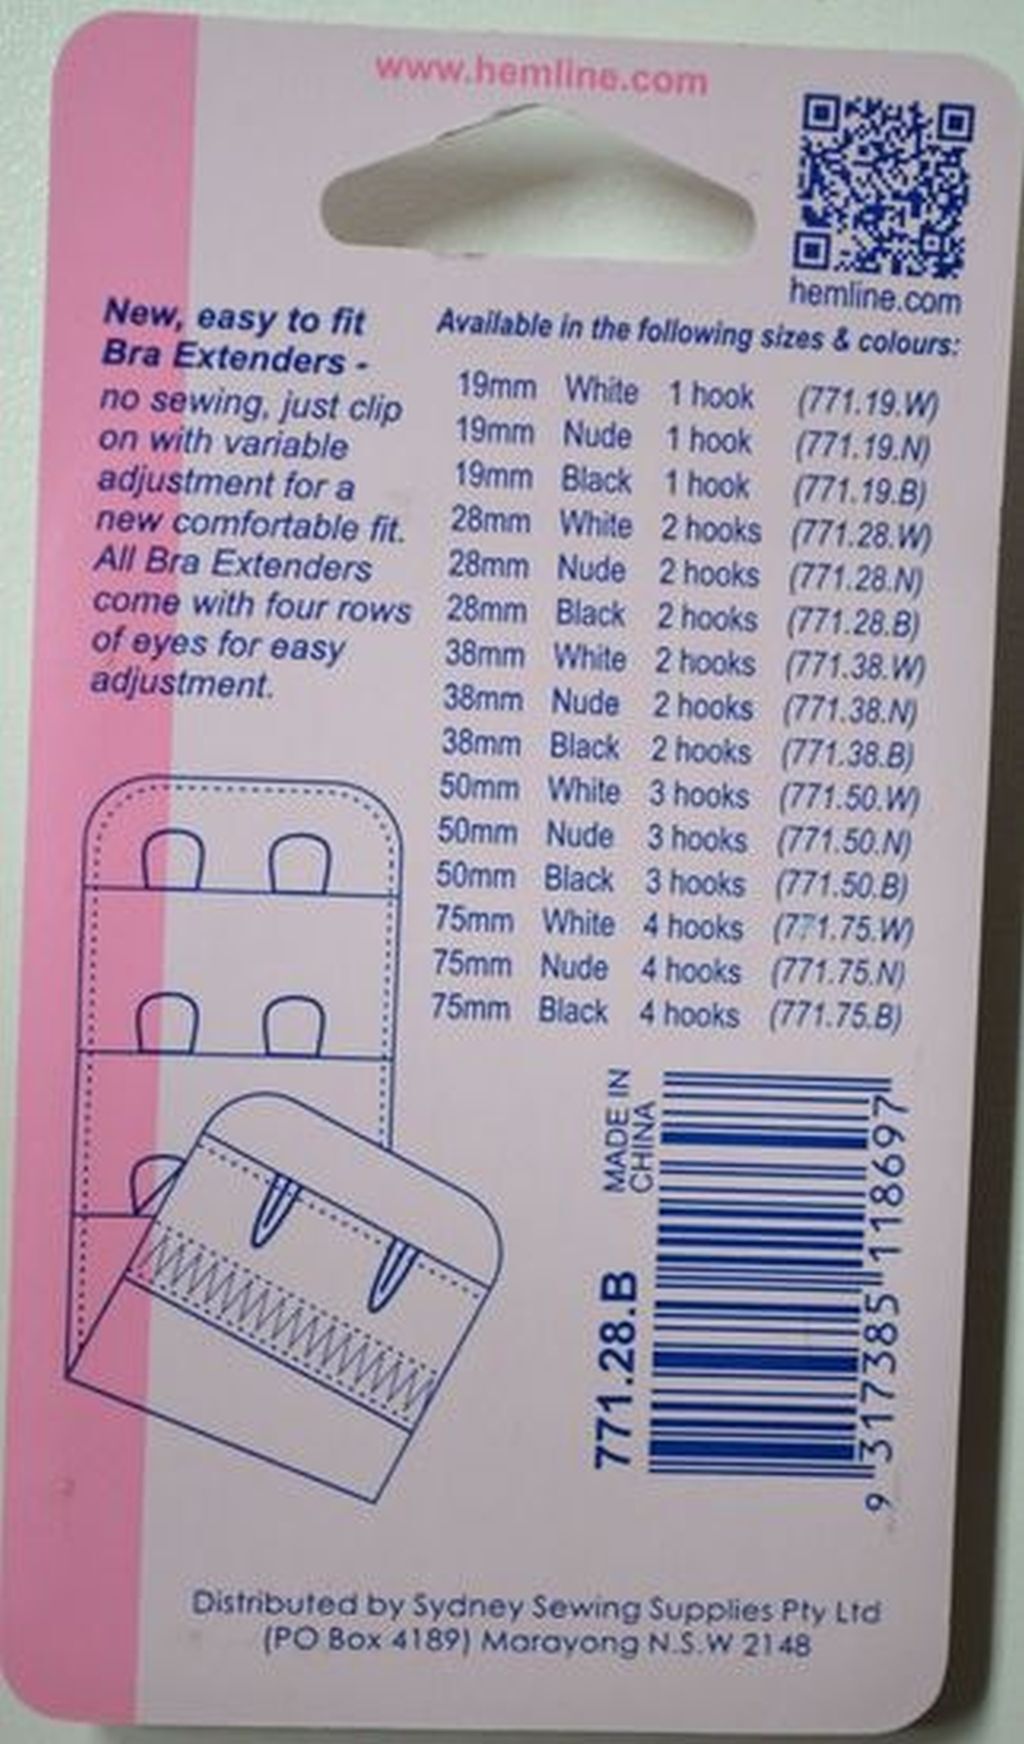 www.hemline.com
hemline.com
New, easy to fit
Bra Extenders -
no sewing, just clip
on with variable
adjustment for a
new comfortable fit.
All Bra Extenders
come with four rows
of eyes for easy
adjustment.
Available in the following sizes & colours:
19mm White 1 hook (771.19.W)
19mm Nude 1 hook (771.19.N)
19mm Black 1 hook (771.19.B)
28mm White 2 hooks (771.28.W)
28mm Nude 2 hooks (771.28.N)
28mm Black 2 hooks (771.28.B)
38mm White 2 hooks (771.38.W)
38mm Nude 2 hooks (771.38.N)
38mm Black 2 hooks (771.38.B)
50mm White 3 hooks (771.50.W)
50mm Nude 3 hooks (771.50.N)
50mm Black 3 hooks (771.50.B)
75mm White 4 hooks (771.75.W)
75mm Nude 4 hooks (771.75.N)
75mm Black 4 hooks (771.75.B)
MADE IN
CHINA
771.28.B
9 317385 118697
Distributed by Sydney Sewing Supplies Pty Ltd
(PO Box 4189) Marayong N.S.W 2148